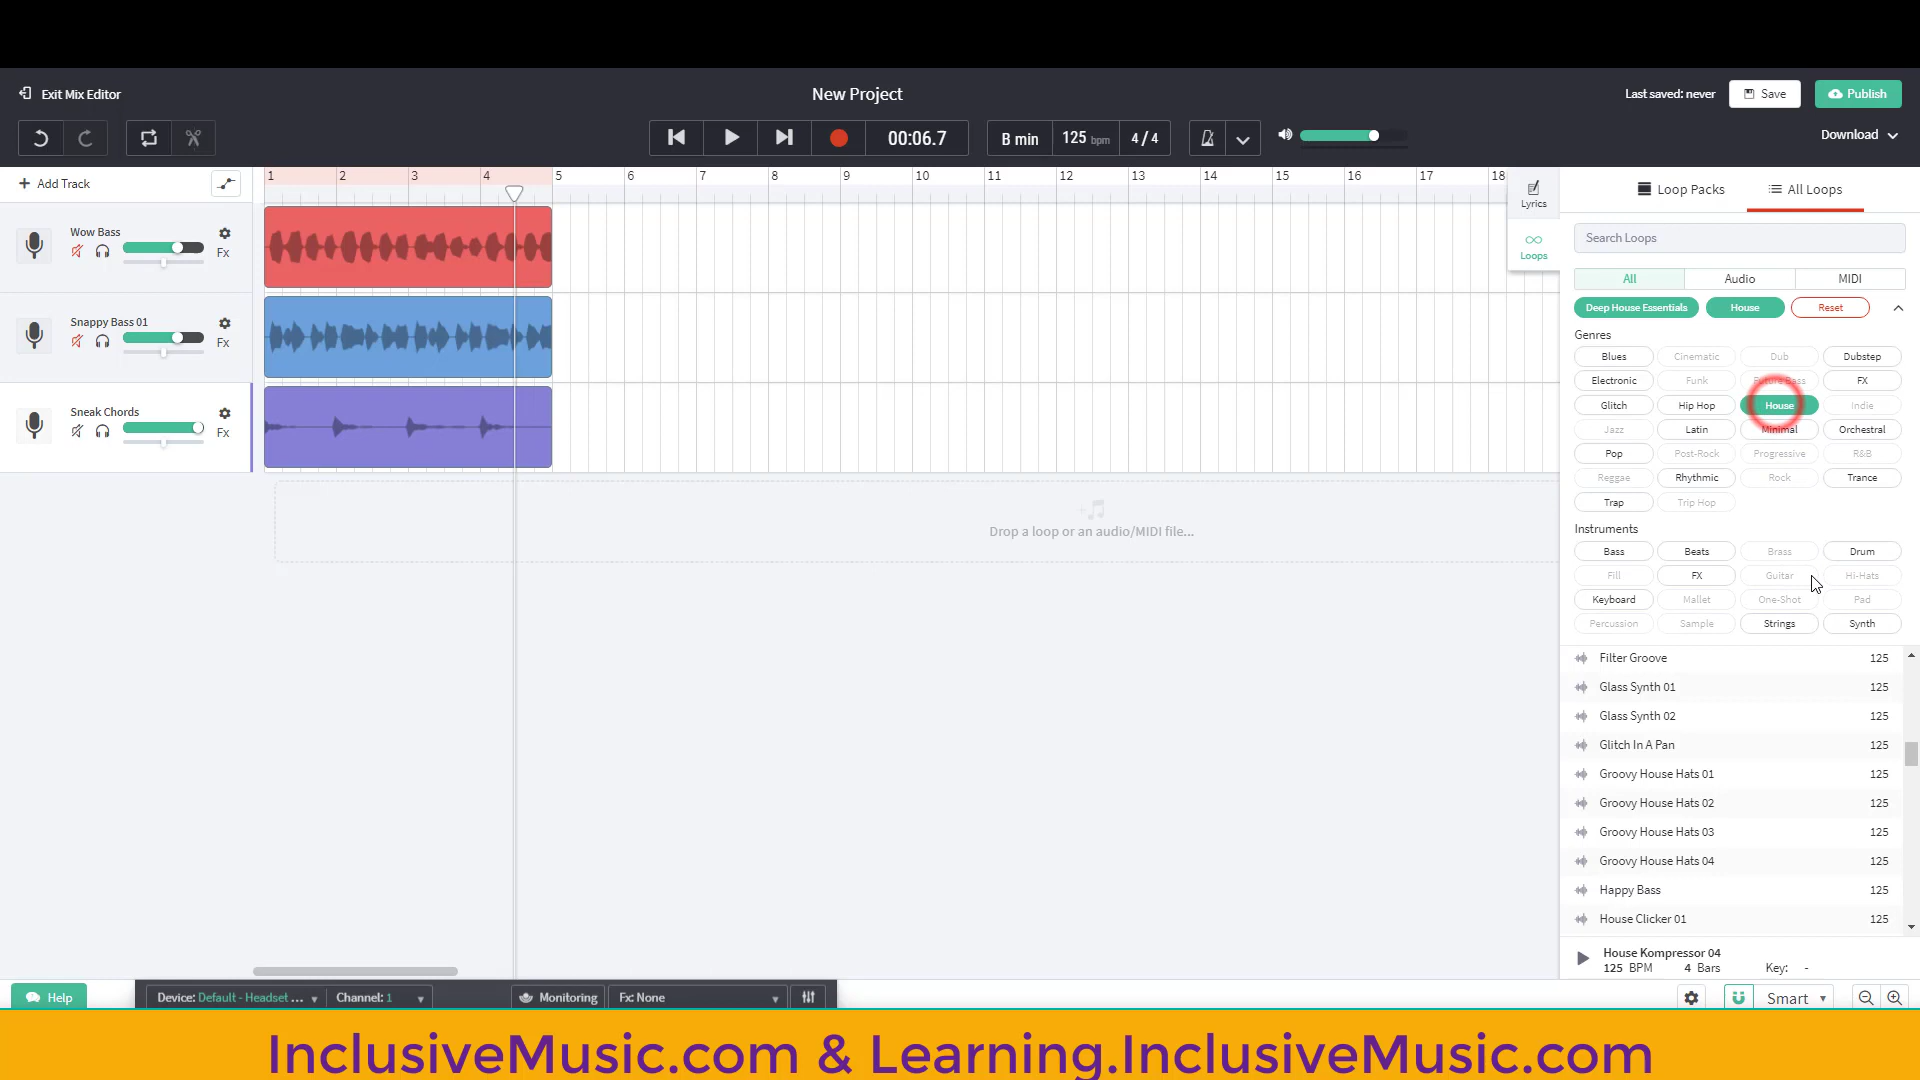 Exit Mix Editor
New Project
Last saved: never
Save
Publish
00:06.7
B min
125 bpm
4 / 4
Download
Add Track
1 2 3 4 5 6 7 8 9 10 11 12 13 14 15 16 17 18
Lyrics
Loops
Loop Packs
All Loops
Search Loops
All
Audio
MIDI
Deep House Essentials
House
Reset
Genres
Blues Cinematic Dub Dubstep
Electronic Funk Future Bass FX
Glitch Hip Hop House Indie
Jazz Latin Minimal Orchestral
Pop Post-Rock Progressive R&B
Reggae Rhythmic Rock Trance
Trap Trip Hop
Instruments
Bass Beats Brass Drum
Fill FX Guitar Hi-Hats
Keyboard Mallet One-Shot Pad
Percussion Sample Strings Synth
Wow Bass
Fx
Snappy Bass 01
Fx
Sneak Chords
Fx
Drop a loop or an audio/MIDI file...
Filter Groove 125
Glass Synth 01 125
Glass Synth 02 125
Glitch In A Pan 125
Groovy House Hats 01 125
Groovy House Hats 02 125
Groovy House Hats 03 125
Groovy House Hats 04 125
Happy Bass 125
House Clicker 01 125
House Kompressor 04
125 BPM 4 Bars Key: -
Help
Device: Default - Headset ...
Channel: 1
Monitoring
Fx: None
Smart
InclusiveMusic.com & Learning.InclusiveMusic.com